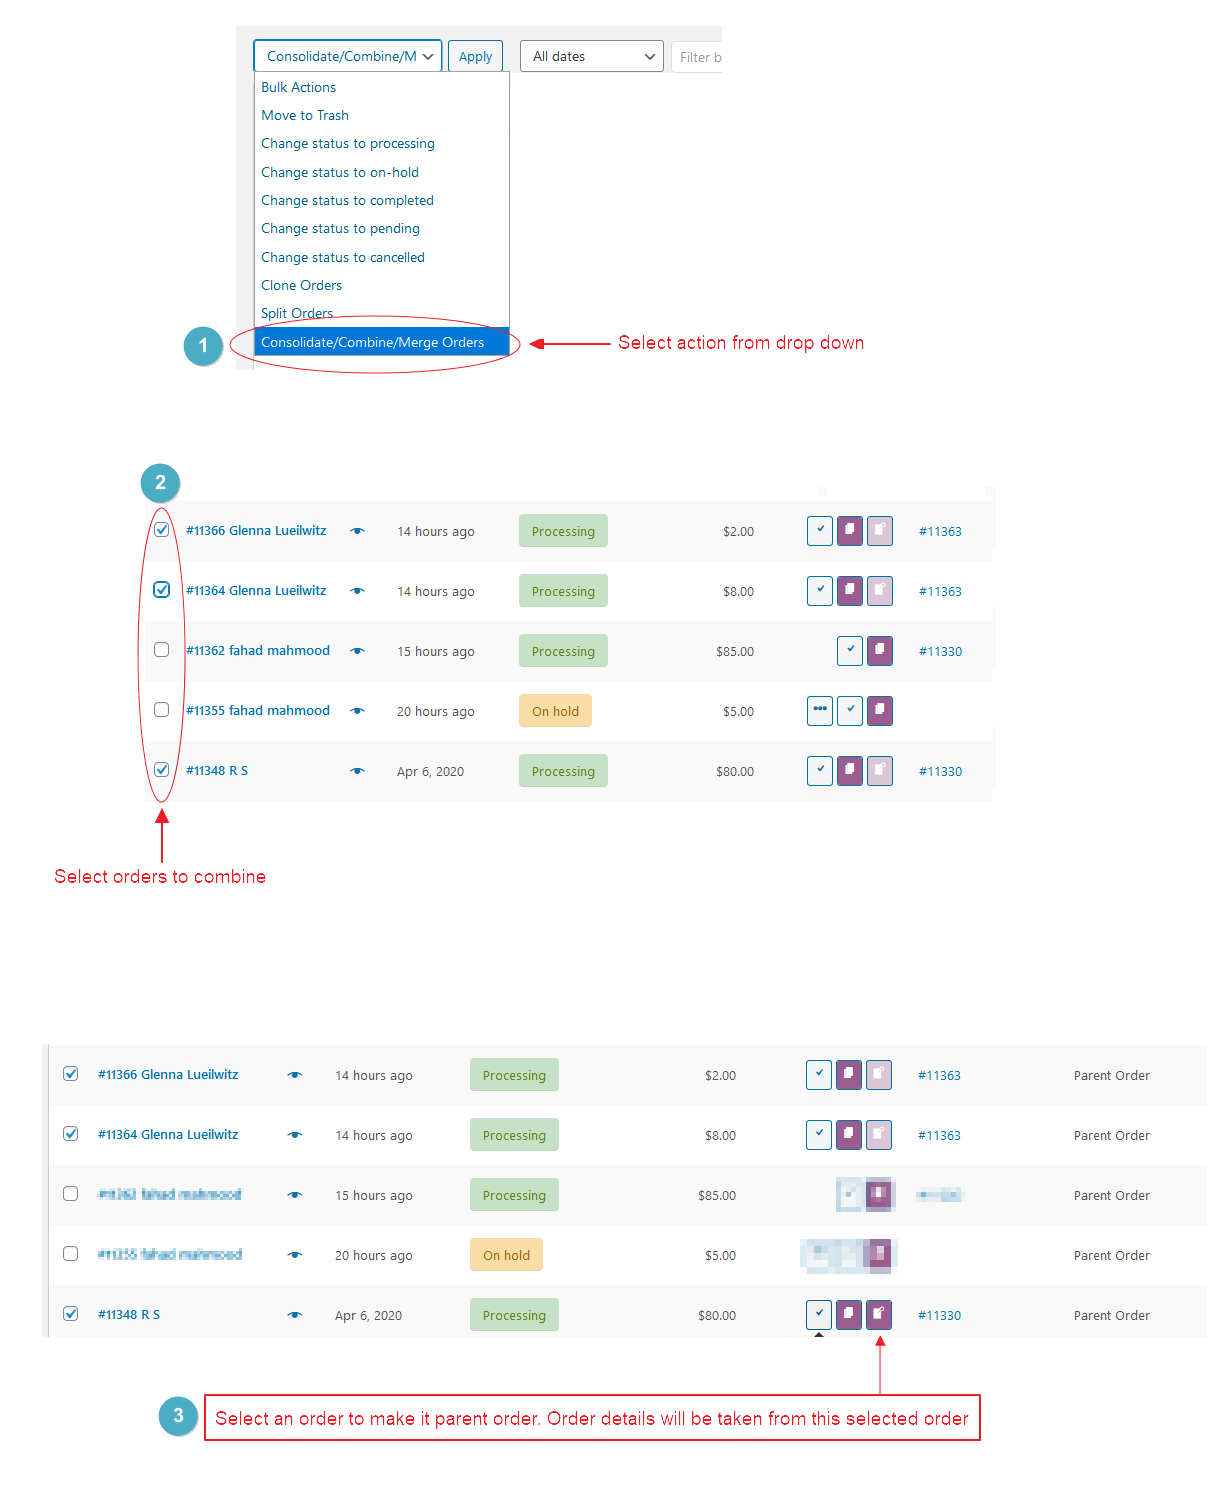 Consolidate/Combine/M Apply All dates Filter b
Bulk Actions
Move to Trash
Change status to processing
Change status to on-hold
Change status to completed
Change status to pending
Change status to cancelled
Clone Orders
Split Orders
1 Consolidate/Combine/Merge Orders Select action from drop down
2
#11366 Glenna Lueilwitz 14 hours ago Processing $2.00 #11363
#11364 Glenna Lueilwitz 14 hours ago Processing $8.00 #11363
#11362 fahad mahmood 15 hours ago Processing $85.00 #11330
#11355 fahad mahmood 20 hours ago On hold $5.00
#11348 R S Apr 6, 2020 Processing $80.00 #11330
Select orders to combine
#11366 Glenna Lueilwitz 14 hours ago Processing $2.00 #11363 Parent Order
#11364 Glenna Lueilwitz 14 hours ago Processing $8.00 #11363 Parent Order
15 hours ago Processing $85.00 Parent Order
20 hours ago On hold $5.00 Parent Order
#11348 R S Apr 6, 2020 Processing $80.00 #11330 Parent Order
3 Select an order to make it parent order. Order details will be taken from this selected order